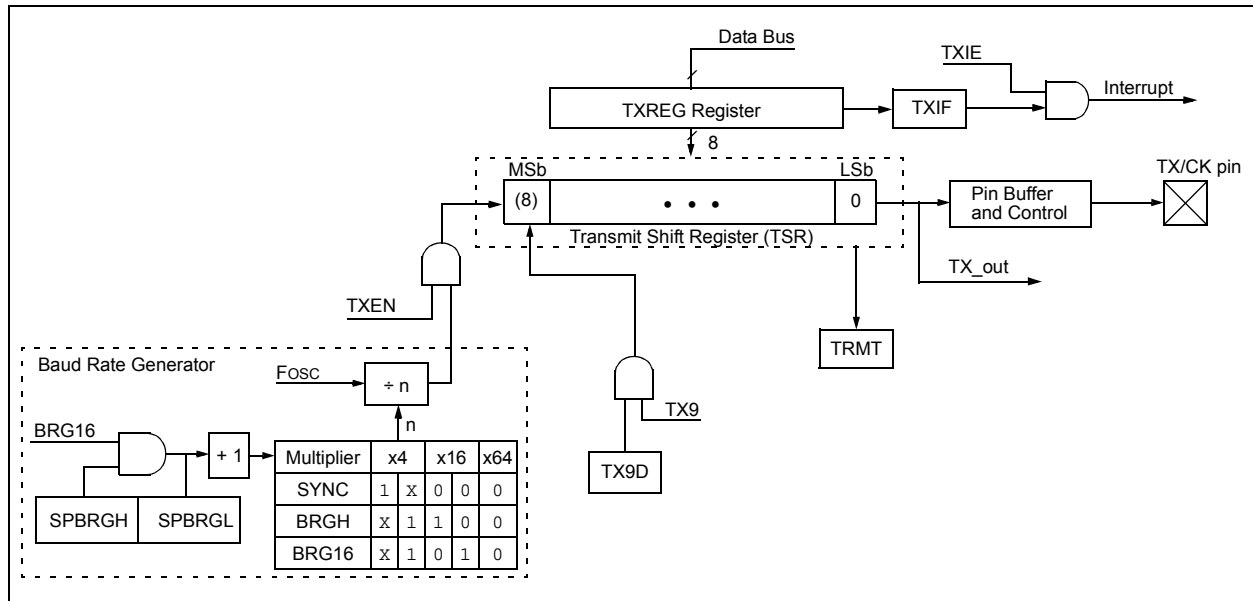 Data Bus
TXIE
Interrupt
TXREG Register
TXIF
8
MSb
LSb
TX/CK pin
(8)
• • •
0
Pin Buffer
and Control
Transmit Shift Register (TSR)
TX_out
TXEN
TRMT
Baud Rate Generator
FOSC
÷ n
TX9
n
BRG16
+ 1
Multiplier x4 x16 x64
TX9D
SYNC 1 X 0 0 0
SPBRGH SPBRGL
BRGH X 1 1 0 0
BRG16 X 1 0 1 0